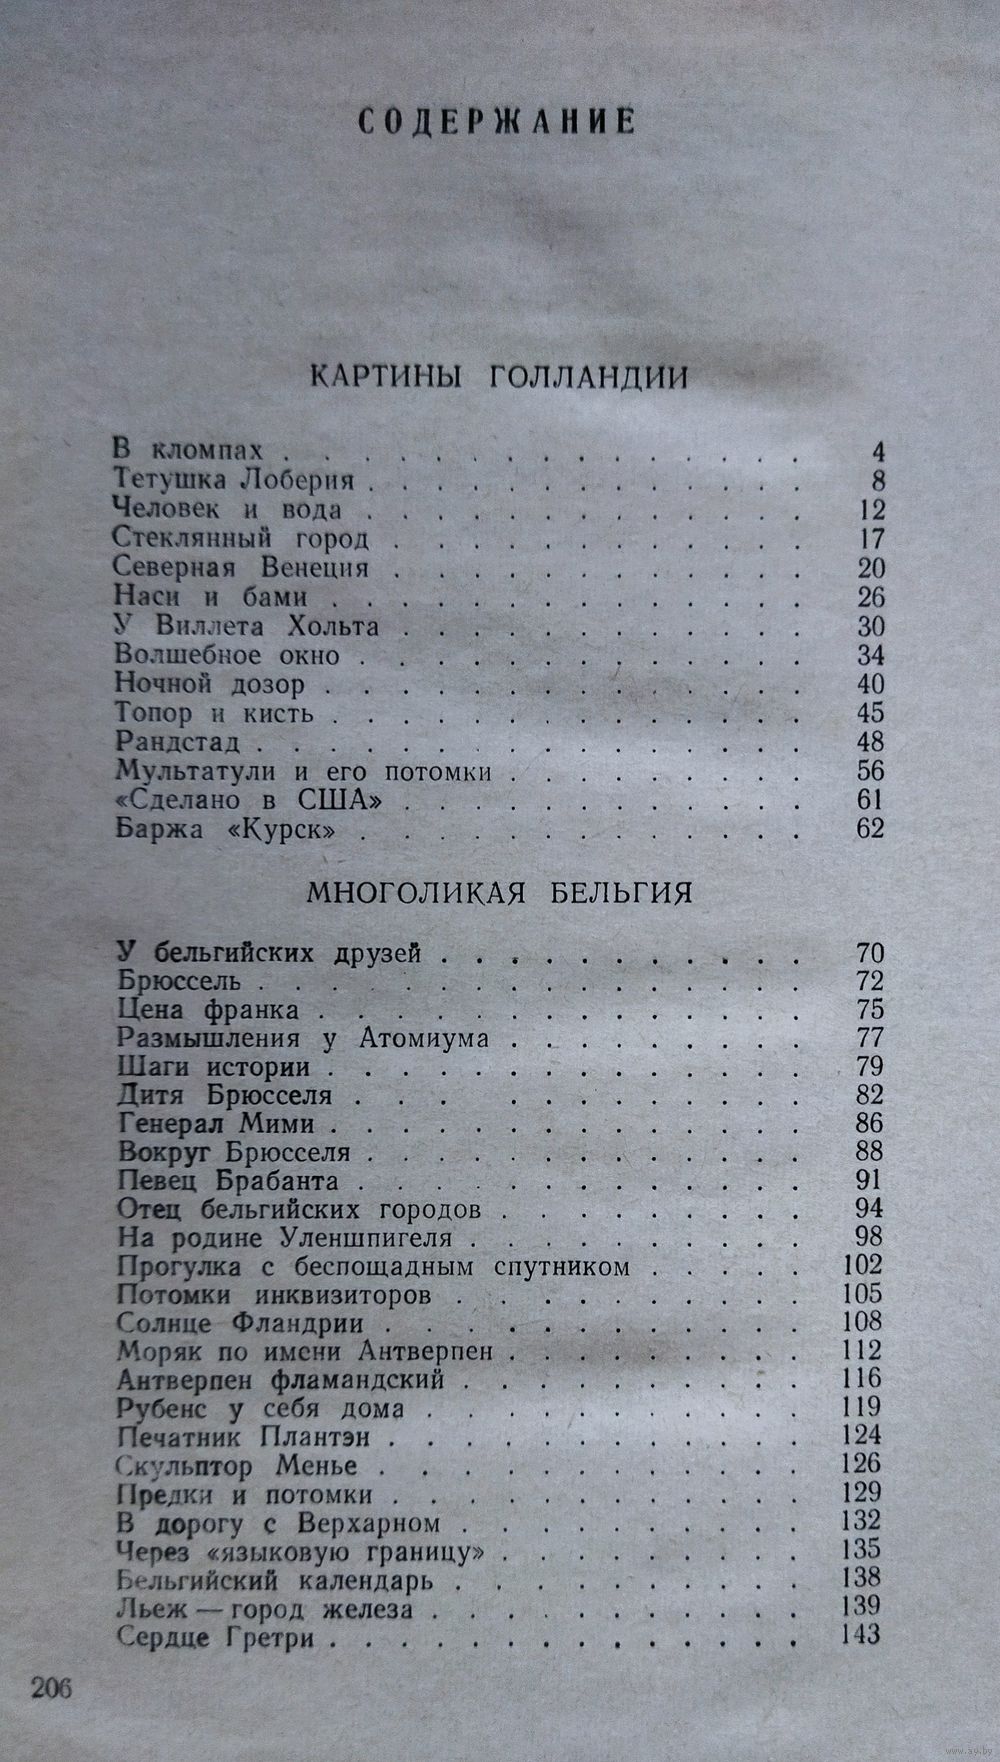 СОДЕРЖАНИЕ
КАРТИНЫ ГОЛЛАНДИИ
В кломпах . . . . . . . . . . . . . . 4
Тетушка Лоберия . . . . . . . . . . . . 8
Человек и вода . . . . . . . . . . . . 12
Стеклянный город . . . . . . . . . . . 17
Северная Венеция . . . . . . . . . . . 20
Наси и бами . . . . . . . . . . . . . 26
У Виллета Хольта . . . . . . . . . . . 30
Волшебное окно . . . . . . . . . . . . 34
Ночной дозор . . . . . . . . . . . . . 40
Топор и кисть . . . . . . . . . . . . . 45
Рандстад . . . . . . . . . . . . . . 48
Мультатули и его потомки . . . . . . . . . 56
«Сделано в США» . . . . . . . . . . . 61
Баржа «Курск» . . . . . . . . . . . . 62
МНОГОЛИКАЯ БЕЛЬГИЯ
У бельгийских друзей . . . . . . . . . . 70
Брюссель . . . . . . . . . . . . . . 72
Цена франка . . . . . . . . . . . . . 75
Размышления у Атомиума . . . . . . . . . 77
Шаги истории . . . . . . . . . . . . . 79
Дитя Брюсселя . . . . . . . . . . . . 82
Генерал Мими . . . . . . . . . . . . . 86
Вокруг Брюсселя . . . . . . . . . . . . 88
Певец Брабанта . . . . . . . . . . . . 91
Отец бельгийских городов . . . . . . . . . 94
На родине Уленшпигеля . . . . . . . . . . 98
Прогулка с беспощадным спутником . . . . . 102
Потомки инквизиторов . . . . . . . . . . 105
Солнце Фландрии . . . . . . . . . . . 108
Моряк по имени Антверпен . . . . . . . . . 112
Антверпен фламандский . . . . . . . . . . 116
Рубенс у себя дома . . . . . . . . . . . 119
Печатник Плантэн . . . . . . . . . . . 124
Скульптор Менье . . . . . . . . . . . 126
Предки и потомки . . . . . . . . . . . 129
В дорогу с Верхарном . . . . . . . . . . 132
Через «языковую границу» . . . . . . . . . 135
Бельгийский календарь . . . . . . . . . . 138
Льеж — город железа . . . . . . . . . . 139
Сердце Гретри . . . . . . . . . . . . . 143
206
www.ay.by